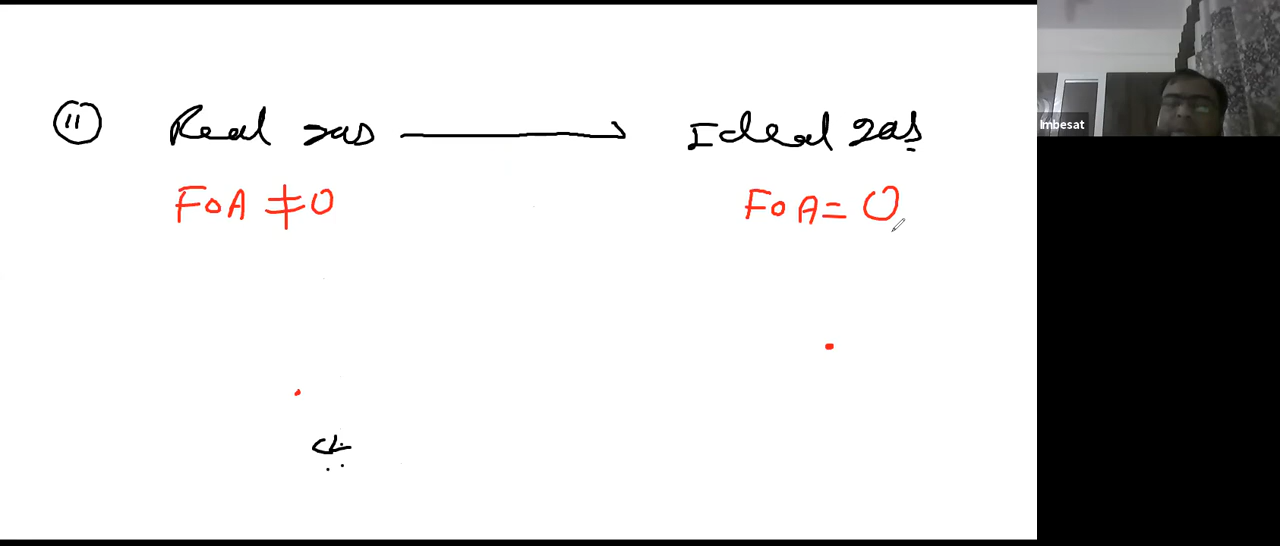 (11) Real gas ⟶ Ideal gas
FOA ≠ 0 FOA = 0
Imbesat